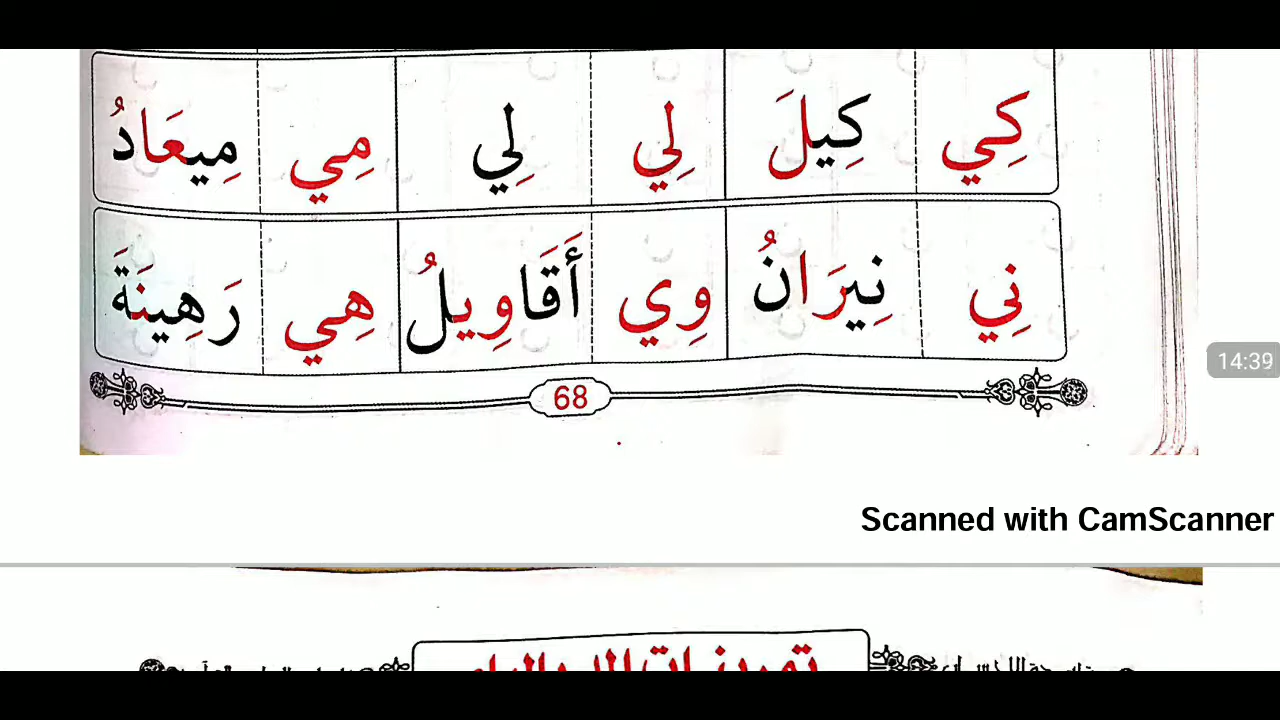 كِي كِيلَ لِي لِي مِي مِيعَادُ
نِي نِيرَانُ وِي أَقَاوِيلُ هِي رَهِينَةَ
68
14:39
Scanned with CamScanner